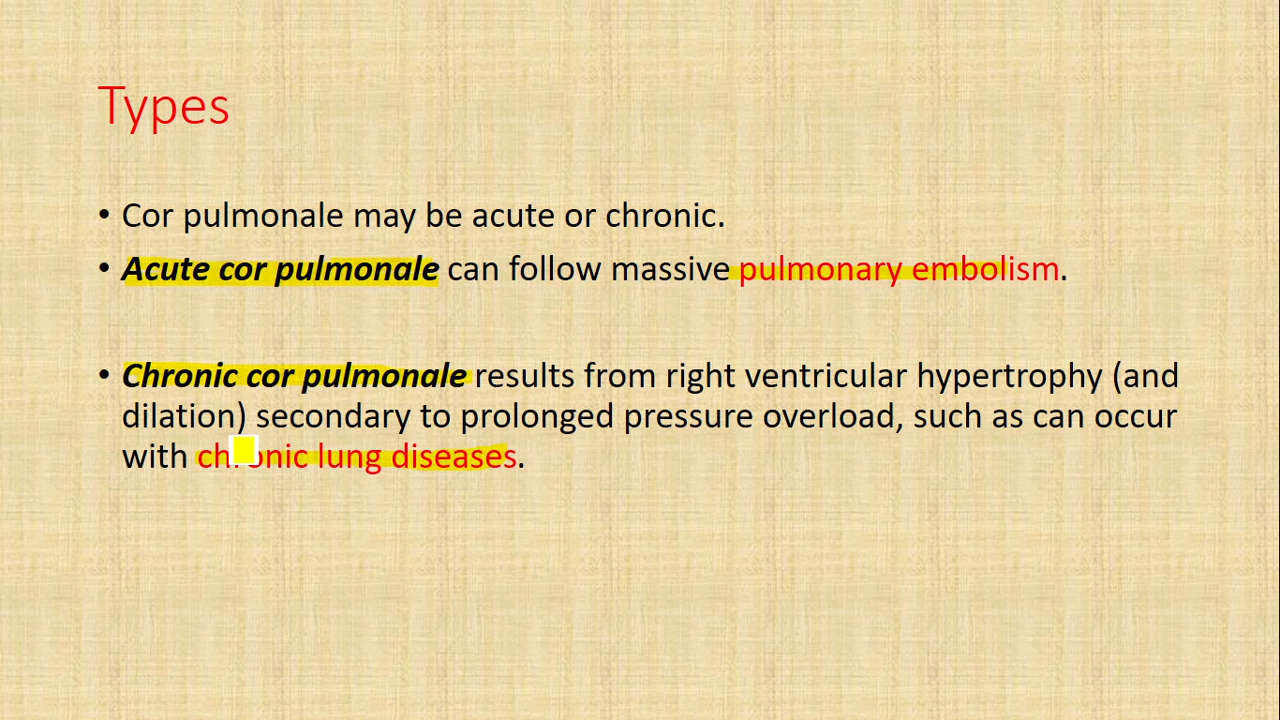 Types
• Cor pulmonale may be acute or chronic.
• Acute cor pulmonale can follow massive pulmonary embolism.
• Chronic cor pulmonale results from right ventricular hypertrophy (and
dilation) secondary to prolonged pressure overload, such as can occur
with chronic lung diseases.